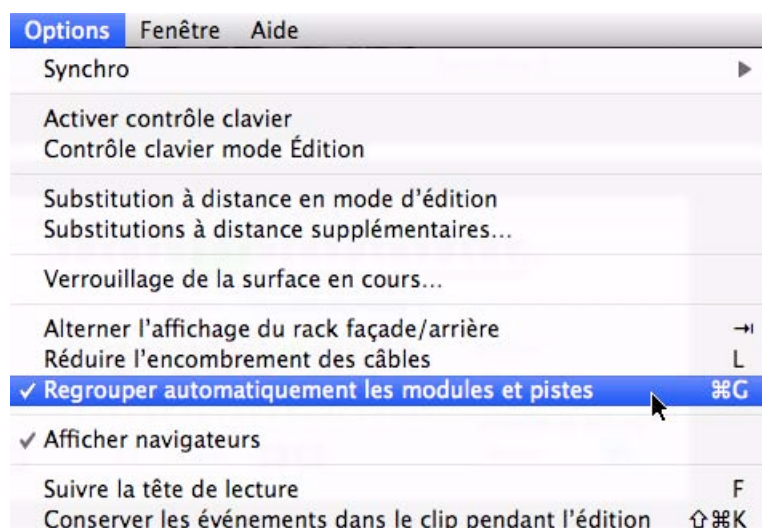 Options Fenêtre Aide
Synchro
Activer contrôle clavier
Contrôle clavier mode Édition
Substitution à distance en mode d’édition
Substitutions à distance supplémentaires...
Verrouillage de la surface en cours...
Alterner l’affichage du rack façade/arrière ⇥
Réduire l’encombrement des câbles L
✓ Regrouper automatiquement les modules et pistes ⌘G
✓ Afficher navigateurs
Suivre la tête de lecture F
Conserver les événements dans le clip pendant l’édition ⇧⌘K